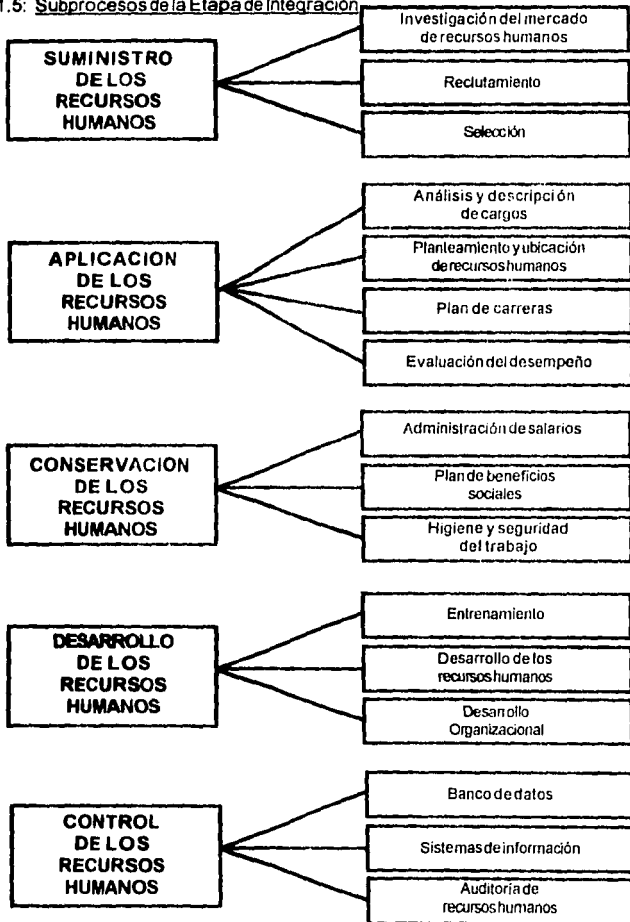 1.5: Subprocesos de la Etapa de Integración
SUMINISTRO
DE LOS
RECURSOS
HUMANOS
Investigación del mercado
de recursos humanos
Reclutamiento
Selección
APLICACION
DE LOS
RECURSOS
HUMANOS
Análisis y descripción
de cargos
Planteamiento y ubicación
de recursos humanos
Plan de carreras
Evaluación del desempeño
CONSERVACION
DE LOS
RECURSOS
HUMANOS
Administración de salarios
Plan de beneficios
sociales
Higiene y seguridad
del trabajo
DESARROLLO
DE LOS
RECURSOS
HUMANOS
Entrenamiento
Desarrollo de los
recursos humanos
Desarrollo
Organizacional
CONTROL
DE LOS
RECURSOS
HUMANOS
Banco de datos
Sistemas de información
Auditoría de
recursos humanos